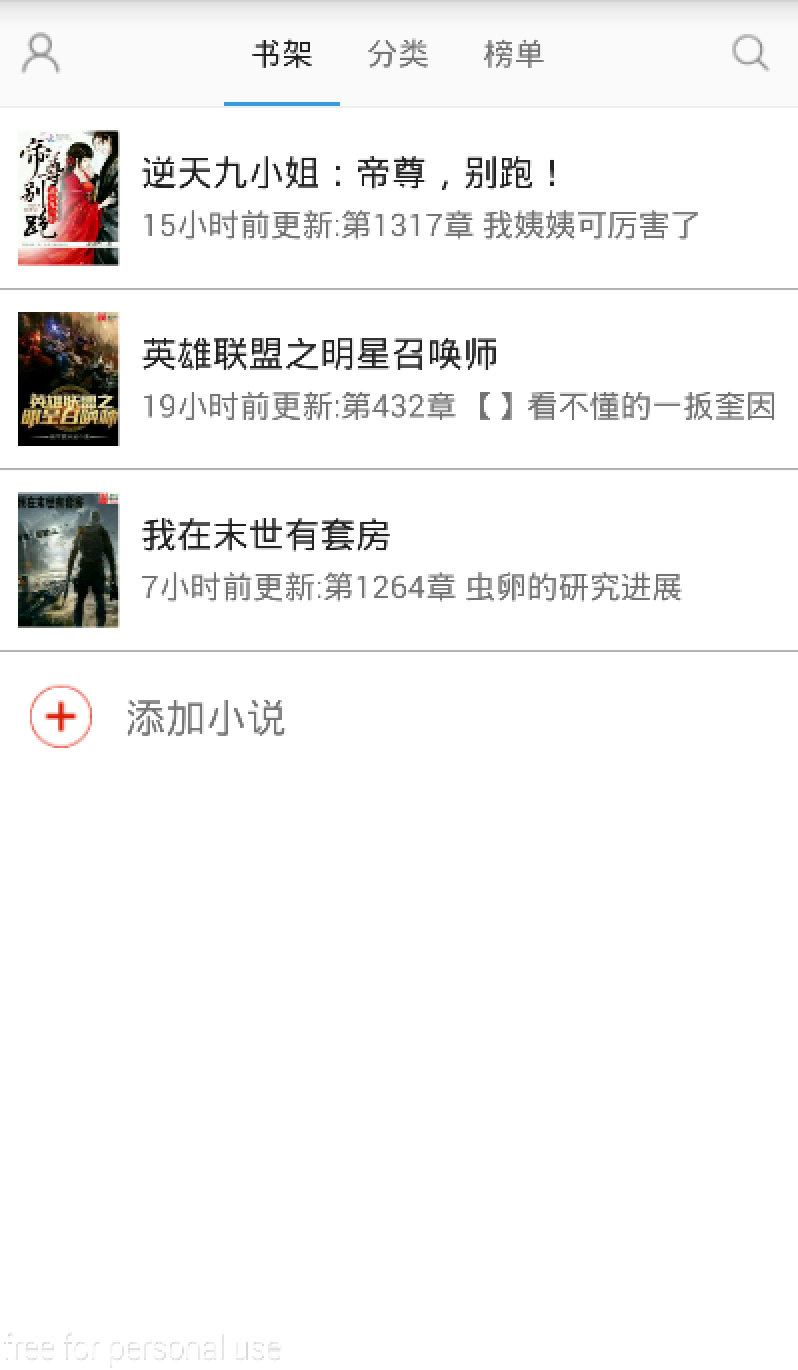 书架 分类 榜单
帝尊别跑
逆天九小姐：帝尊，别跑！
15小时前更新:第1317章 我姨姨可厉害了
英雄联盟之
明星召唤师
英雄联盟之明星召唤师
19小时前更新:第432章 【 】看不懂的一扳奎因
我在末世有套房
我在末世有套房
7小时前更新:第1264章 虫卵的研究进展
添加小说
free for personal use